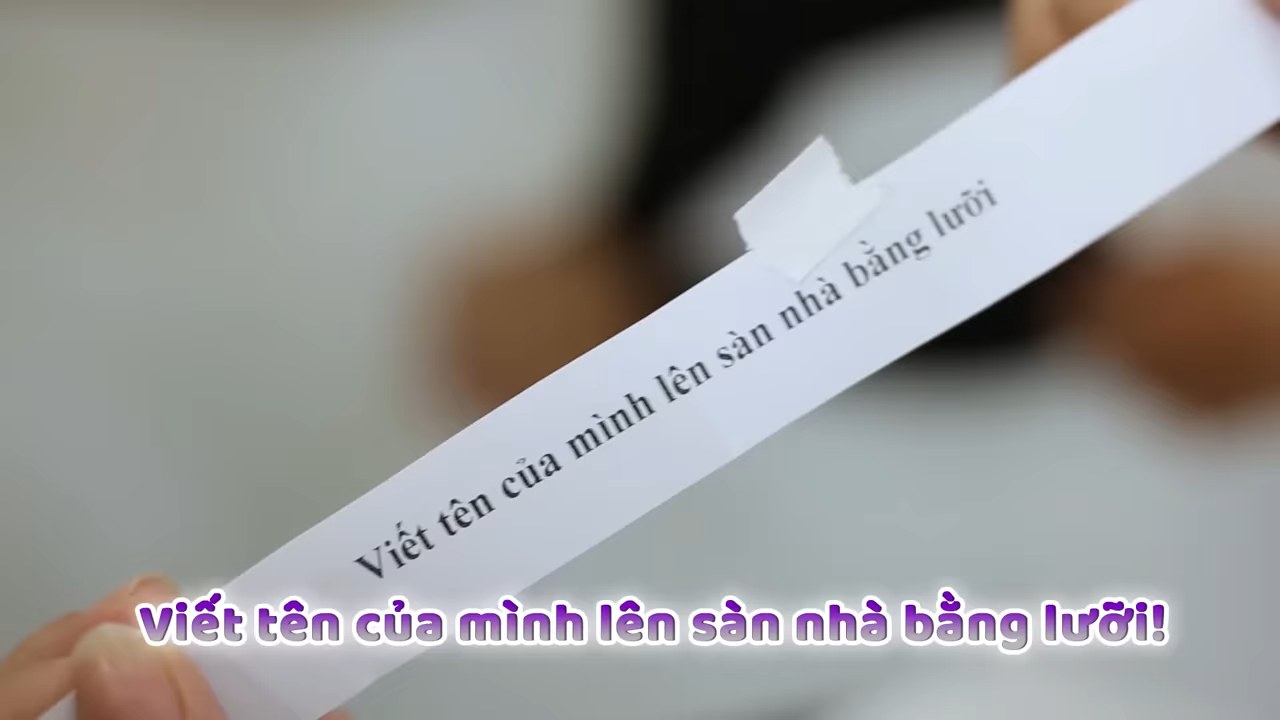 Viết tên của mình lên sàn nhà bằng lưỡi
Viết tên của mình lên sàn nhà bằng lưỡi!